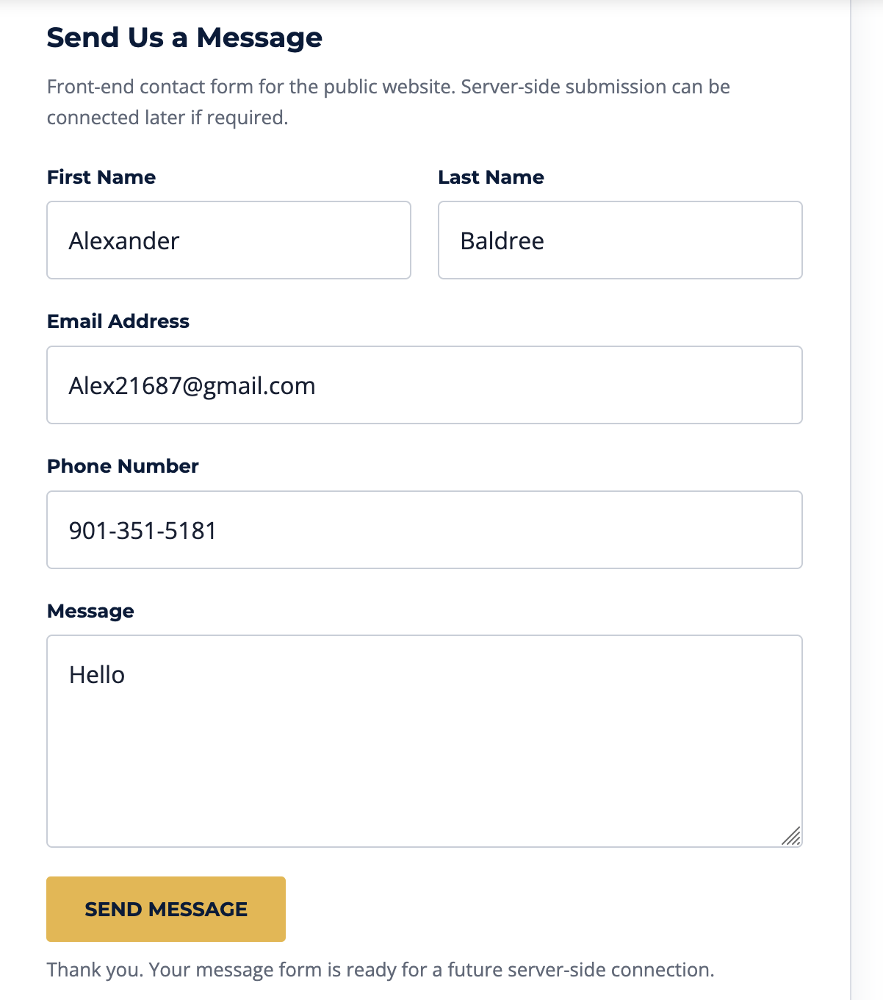 Send Us a Message
Front-end contact form for the public website. Server-side submission can be
connected later if required.
First Name
Last Name
Alexander
Baldree
Email Address
Alex21687@gmail.com
Phone Number
901-351-5181
Message
Hello
SEND MESSAGE
Thank you. Your message form is ready for a future server-side connection.